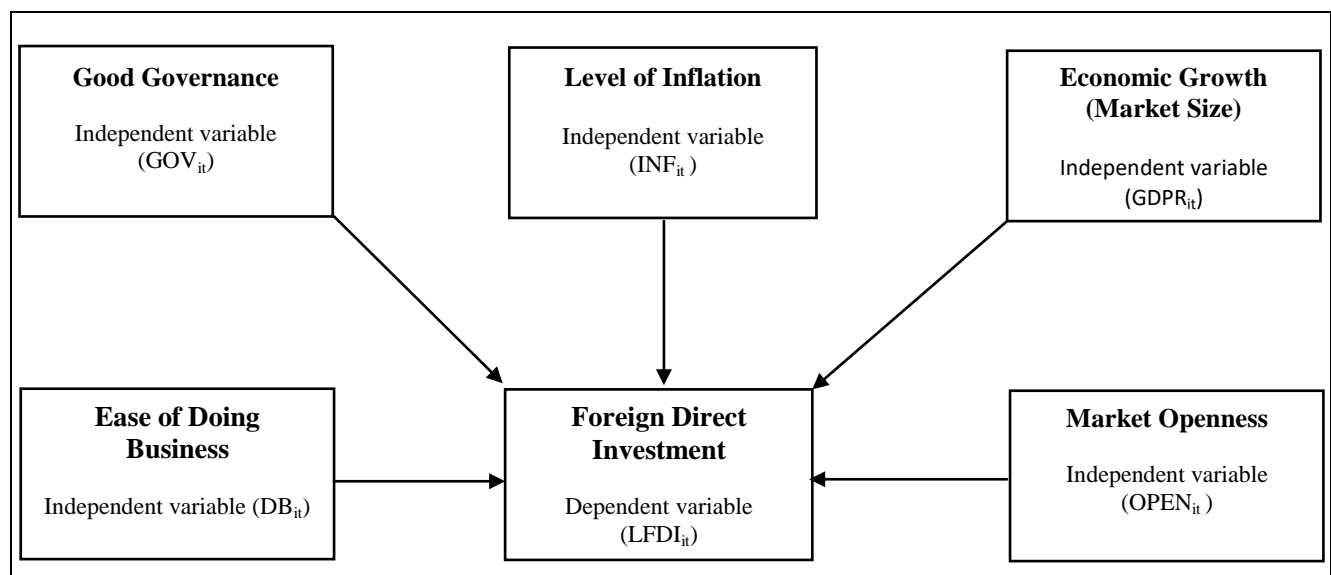 Good Governance
Independent variable
(GOVit)
Level of Inflation
Independent variable
(INFit )
Economic Growth
(Market Size)
Independent variable
(GDPRit)
Ease of Doing
Business
Independent variable (DBit)
Foreign Direct
Investment
Dependent variable
(LFDIit)
Market Openness
Independent variable
(OPENit )